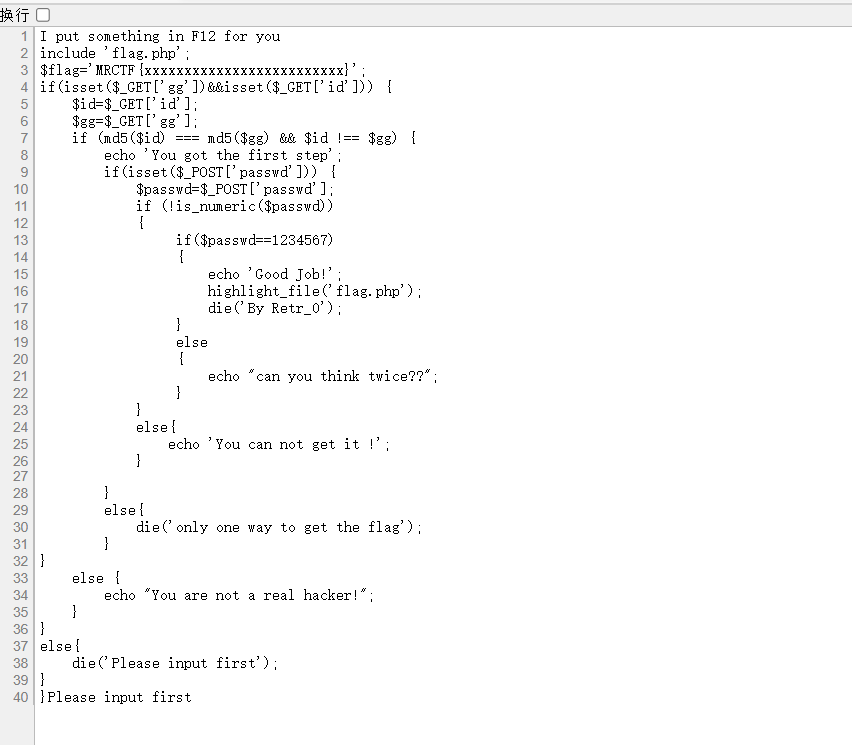 换行
1 I put something in F12 for you
2 include 'flag.php';
3 $flag='MRCTF{xxxxxxxxxxxxxxxxxxxxxxxxx}';
4 if(isset($_GET['gg'])&&isset($_GET['id'])) {
5     $id=$_GET['id'];
6     $gg=$_GET['gg'];
7     if (md5($id) === md5($gg) && $id !== $gg) {
8         echo 'You got the first step';
9         if(isset($_POST['passwd'])) {
10             $passwd=$_POST['passwd'];
11             if (!is_numeric($passwd))
12             {
13                  if($passwd==1234567)
14                  {
15                      echo 'Good Job!';
16                      highlight_file('flag.php');
17                      die('By Retr_0');
18                  }
19                  else
20                  {
21                      echo "can you think twice??";
22                  }
23             }
24             else{
25                 echo 'You can not get it !';
26             }
27
28         }
29         else{
30             die('only one way to get the flag');
31         }
32 }
33     else {
34         echo "You are not a real hacker!";
35     }
36 }
37 else{
38     die('Please input first');
39 }
40 }Please input first